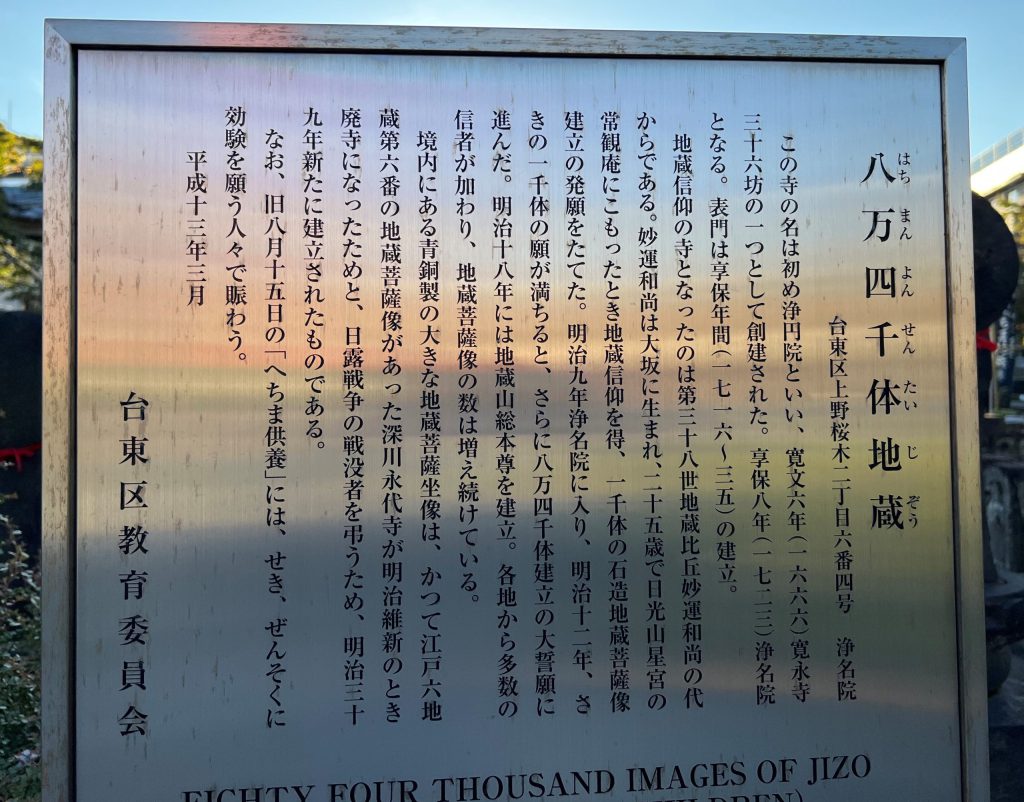 八万四千体地蔵
はち まん よん せん たい じ ぞう
台東区上野桜木二丁目六番四号 浄名院
この寺の名は初め浄円院といい、寛文六年(一六六六)寛永寺
三十六坊の一つとして創建された。享保八年(一七二三)浄名院
となる。表門は享保年間(一七一六〜三五)の建立。
地蔵信仰の寺となったのは第三十八世地蔵比丘妙運和尚の代
からである。妙運和尚は大坂に生まれ、二十五歳で日光山星宮の
常観庵にこもったとき地蔵信仰を得、一千体の石造地蔵菩薩像
建立の発願をたてた。明治九年浄名院に入り、明治十二年、さ
きの一千体の願が満ちると、さらに八万四千体建立の大誓願に
進んだ。明治十八年には地蔵山総本尊を建立。各地から多数の
信者が加わり、地蔵菩薩像の数は増え続けている。
境内にある青銅製の大きな地蔵菩薩坐像は、かつて江戸六地
蔵第六番の地蔵菩薩像があった深川永代寺が明治維新のとき
廃寺になったためと、日露戦争の戦没者を弔うため、明治三十
九年新たに建立されたものである。
なお、旧八月十五日の「へちま供養」には、せき、ぜんそくに
効験を願う人々で賑わう。
平成十三年三月
台東区教育委員会
EIGHTY FOUR THOUSAND IMAGES OF JIZO
CHILDREN)